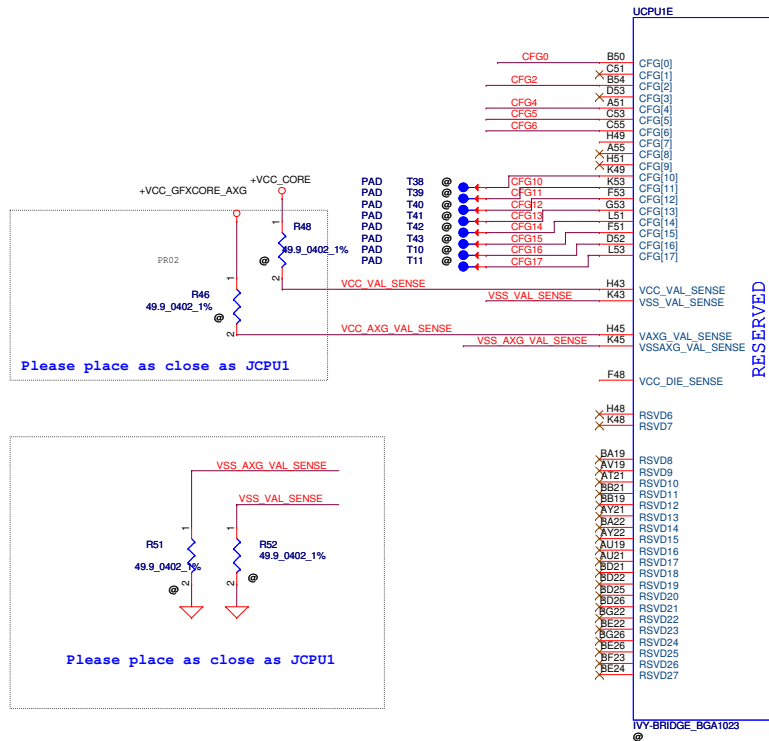 UCPU1E
CFG0 B50 CFG[0]
C51 CFG[1]
CFG2 B54 CFG[2]
D53 CFG[3]
CFG4 A51 CFG[4]
CFG5 C53 CFG[5]
CFG6 C55 CFG[6]
H49 CFG[7]
A55 CFG[8]
H51 CFG[9]
K49 CFG[10]
K53 CFG[11]
F53 CFG[12]
G53 CFG[13]
L51 CFG[14]
F51 CFG[15]
D52 CFG[16]
L53 CFG[17]
PAD T38 @ CFG10
PAD T39 @ CFG11
PAD T40 @ CFG12
PAD T41 @ CFG13
PAD T42 @ CFG14
PAD T43 @ CFG15
PAD T10 @ CFG16
PAD T11 @ CFG17
+VCC_CORE
+VCC_GFXCORE_AXG
1
R48
49.9_0402_1%
@
2
PR02
1
R46
49.9_0402_1%
@
2
VCC_VAL_SENSE H43 VCC_VAL_SENSE
VSS_VAL_SENSE K43 VSS_VAL_SENSE
VCC_AXG_VAL_SENSE H45 VAXG_VAL_SENSE
VSS_AXG_VAL_SENSE K45 VSSAXG_VAL_SENSE
RESERVED
Please place as close as JCPU1
F48 VCC_DIE_SENSE
H48 RSVD6
K48 RSVD7
BA19 RSVD8
AV19 RSVD9
AT21 RSVD10
BB21 RSVD11
BB19 RSVD12
AY21 RSVD13
BA22 RSVD14
AY22 RSVD15
AU19 RSVD16
AU21 RSVD17
BD21 RSVD18
BD22 RSVD19
BD25 RSVD20
BD26 RSVD21
BG22 RSVD22
BE22 RSVD23
BG26 RSVD24
BE26 RSVD25
BF23 RSVD26
BE24 RSVD27
VSS_AXG_VAL_SENSE
VSS_VAL_SENSE
1
R51
49.9_0402_1%
2
@
1
R52
49.9_0402_1%
2
@
Please place as close as JCPU1
IVY-BRIDGE_BGA1023
@